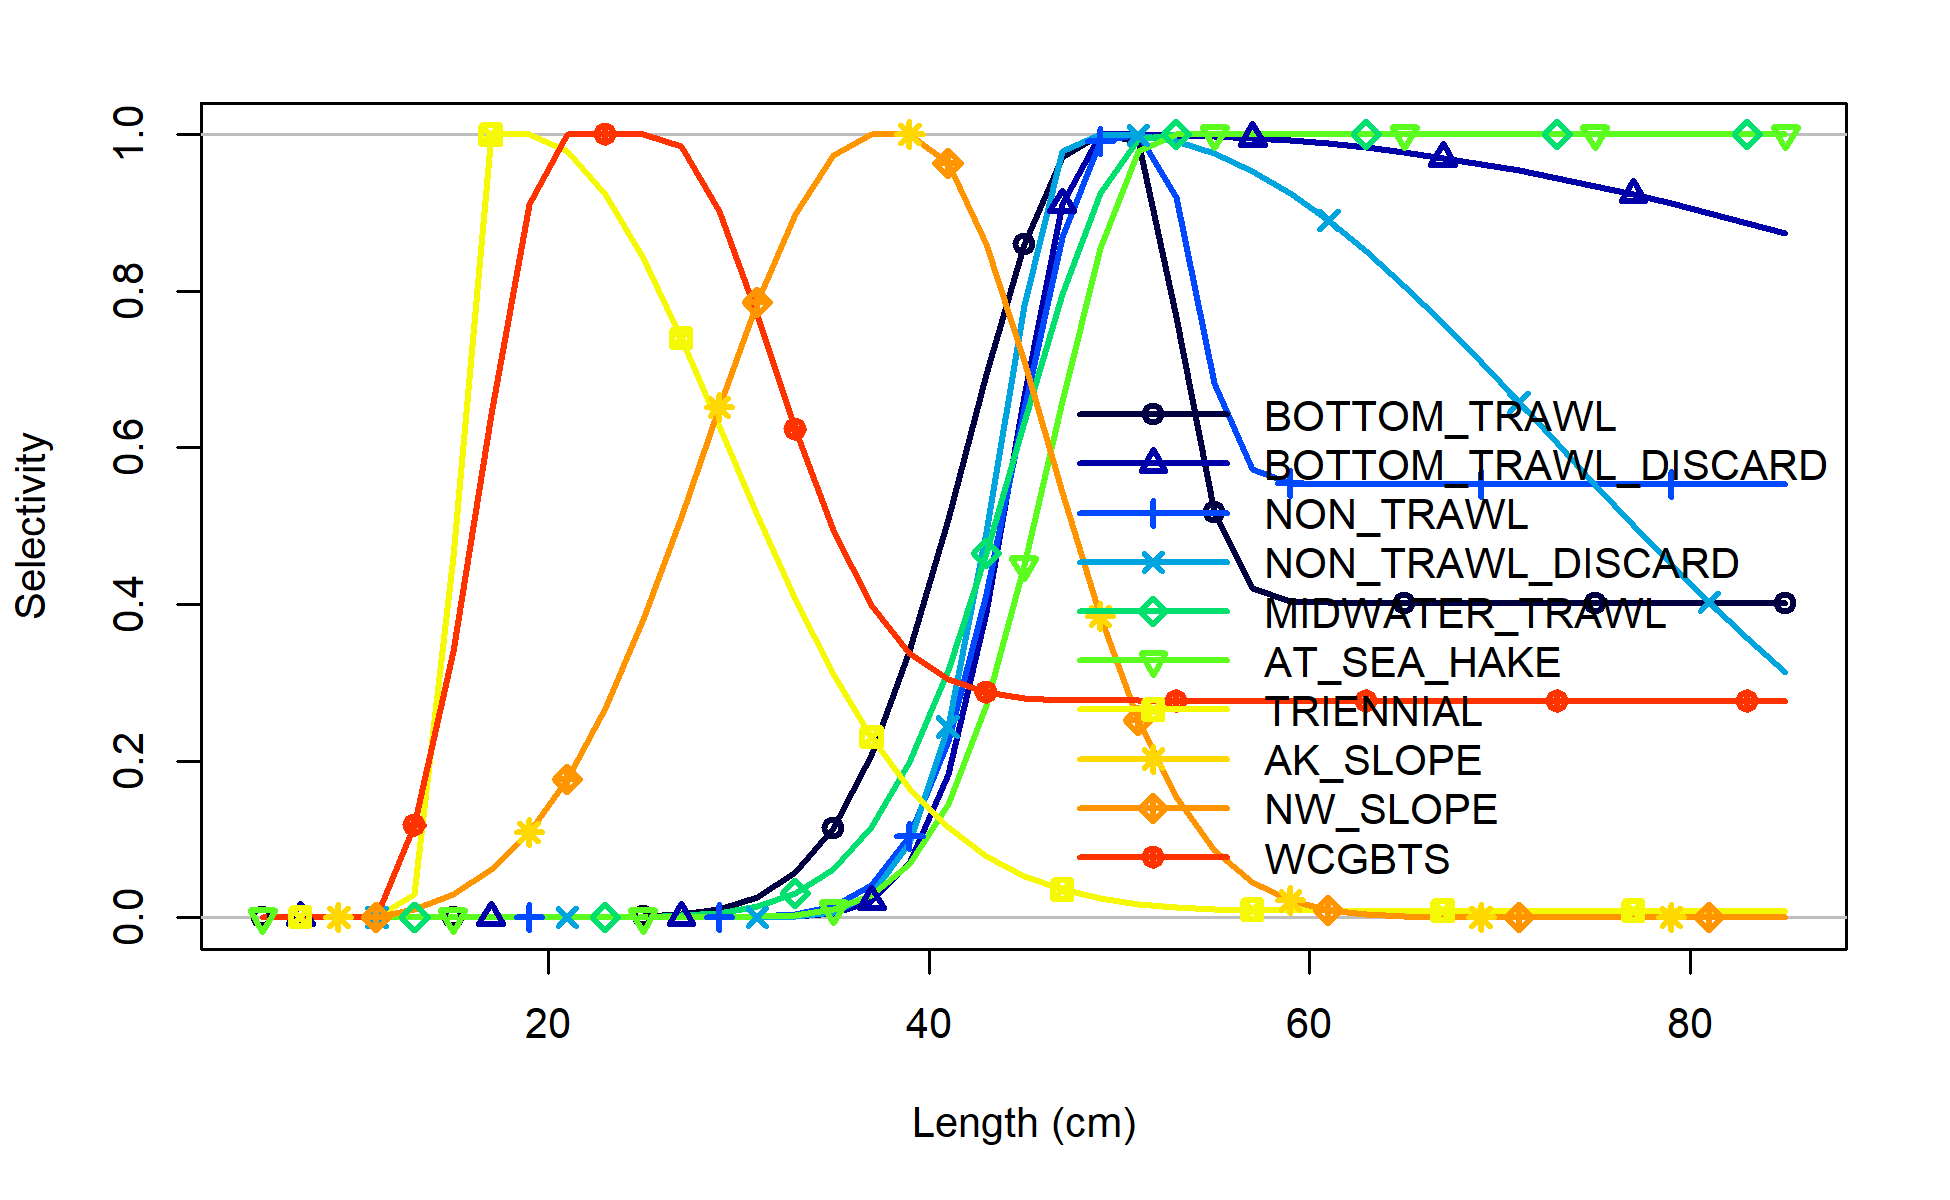 1.0
0.8
0.6
0.4
0.2
0.0
Selectivity
BOTTOM_TRAWL
BOTTOM_TRAWL_DISCARD
NON_TRAWL
NON_TRAWL_DISCARD
MIDWATER_TRAWL
AT_SEA_HAKE
TRIENNIAL
AK_SLOPE
NW_SLOPE
WCGBTS
20 40 60 80
Length (cm)